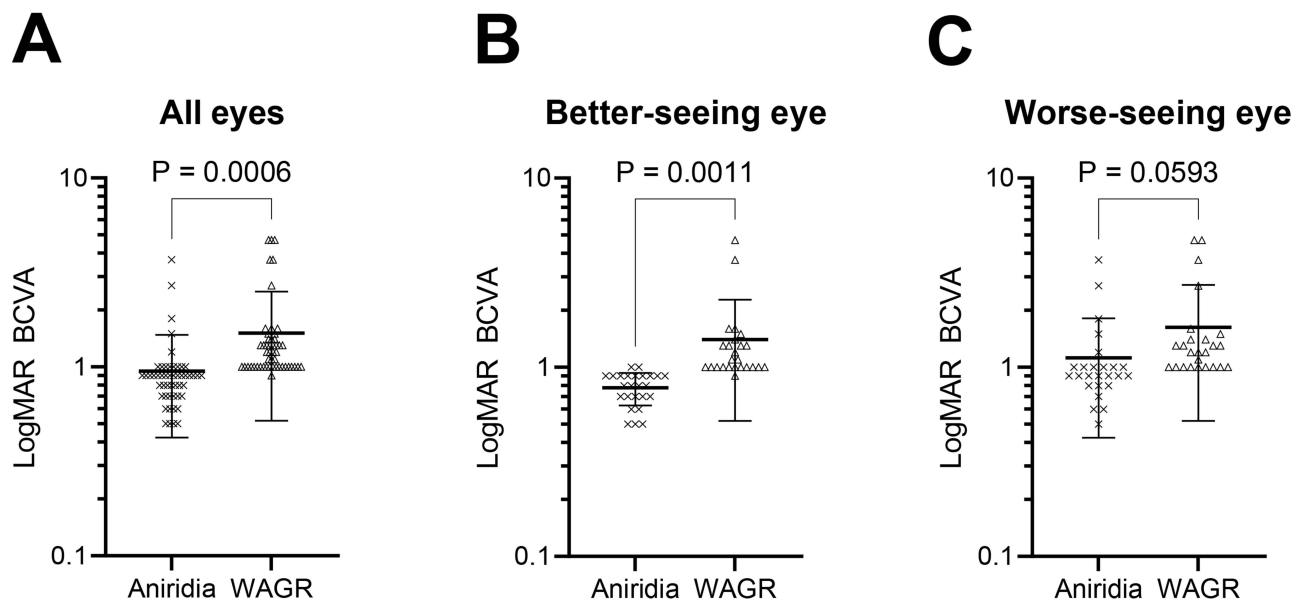 A
All eyes
P = 0.0006
10
1
0.1
LogMAR BCVA
Aniridia WAGR
B
Better-seeing eye
P = 0.0011
10
1
0.1
LogMAR BCVA
Aniridia WAGR
C
Worse-seeing eye
P = 0.0593
10
1
0.1
LogMAR BCVA
Aniridia WAGR